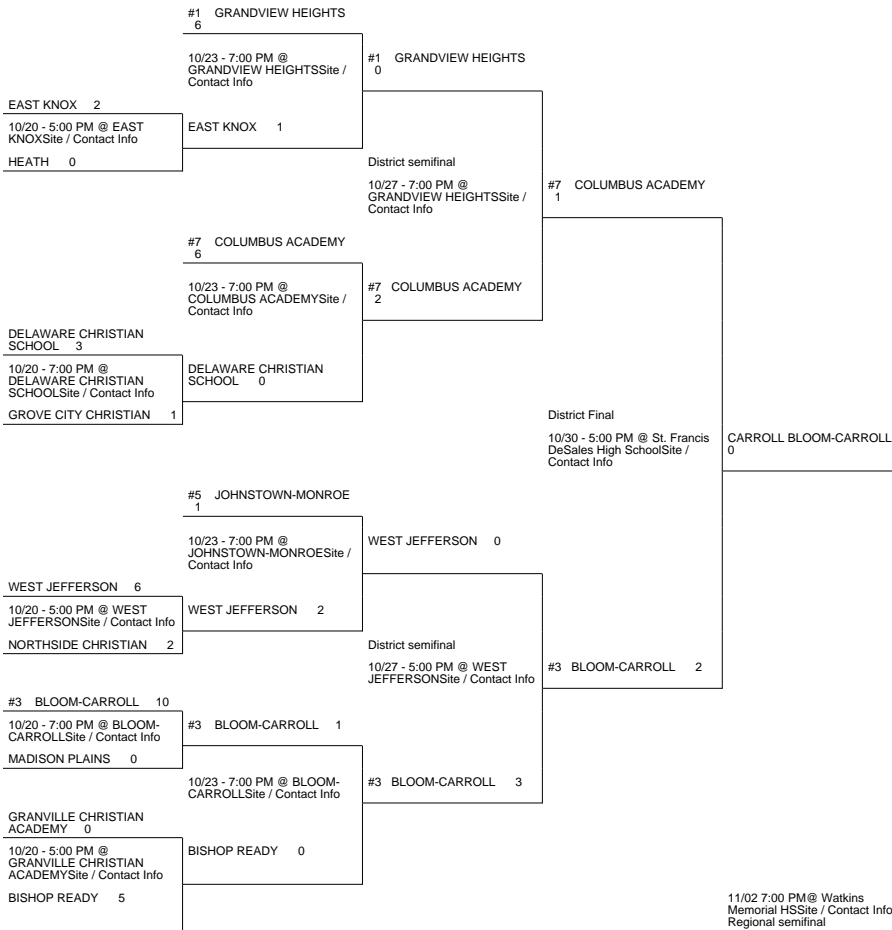 #1 GRANDVIEW HEIGHTS
6
10/23 - 7:00 PM @
GRANDVIEW HEIGHTSSite /
Contact Info
#1 GRANDVIEW HEIGHTS
0
EAST KNOX 2
10/20 - 5:00 PM @ EAST
KNOXSite / Contact Info
EAST KNOX 1
HEATH 0
District semifinal
10/27 - 7:00 PM @
GRANDVIEW HEIGHTSSite /
Contact Info
#7 COLUMBUS ACADEMY
1
#7 COLUMBUS ACADEMY
6
10/23 - 7:00 PM @
COLUMBUS ACADEMYSite /
Contact Info
#7 COLUMBUS ACADEMY
2
DELAWARE CHRISTIAN
SCHOOL 3
10/20 - 7:00 PM @
DELAWARE CHRISTIAN
SCHOOLSite / Contact Info
DELAWARE CHRISTIAN
SCHOOL 0
GROVE CITY CHRISTIAN 1
District Final
10/30 - 5:00 PM @ St. Francis
DeSales High SchoolSite /
Contact Info
CARROLL BLOOM-CARROLL
0
#5 JOHNSTOWN-MONROE
1
10/23 - 7:00 PM @
JOHNSTOWN-MONROESite /
Contact Info
WEST JEFFERSON 0
WEST JEFFERSON 6
10/20 - 5:00 PM @ WEST
JEFFERSONSite / Contact Info
WEST JEFFERSON 2
NORTHSIDE CHRISTIAN 2
District semifinal
10/27 - 5:00 PM @ WEST
JEFFERSONSite / Contact Info
#3 BLOOM-CARROLL 2
#3 BLOOM-CARROLL 10
10/20 - 7:00 PM @ BLOOM-
CARROLLSite / Contact Info
#3 BLOOM-CARROLL 1
MADISON PLAINS 0
10/23 - 7:00 PM @ BLOOM-
CARROLLSite / Contact Info
#3 BLOOM-CARROLL 3
GRANVILLE CHRISTIAN
ACADEMY 0
10/20 - 5:00 PM @
GRANVILLE CHRISTIAN
ACADEMYSite / Contact Info
BISHOP READY 0
BISHOP READY 5
11/02 7:00 PM@ Watkins
Memorial HSSite / Contact Info
Regional semifinal